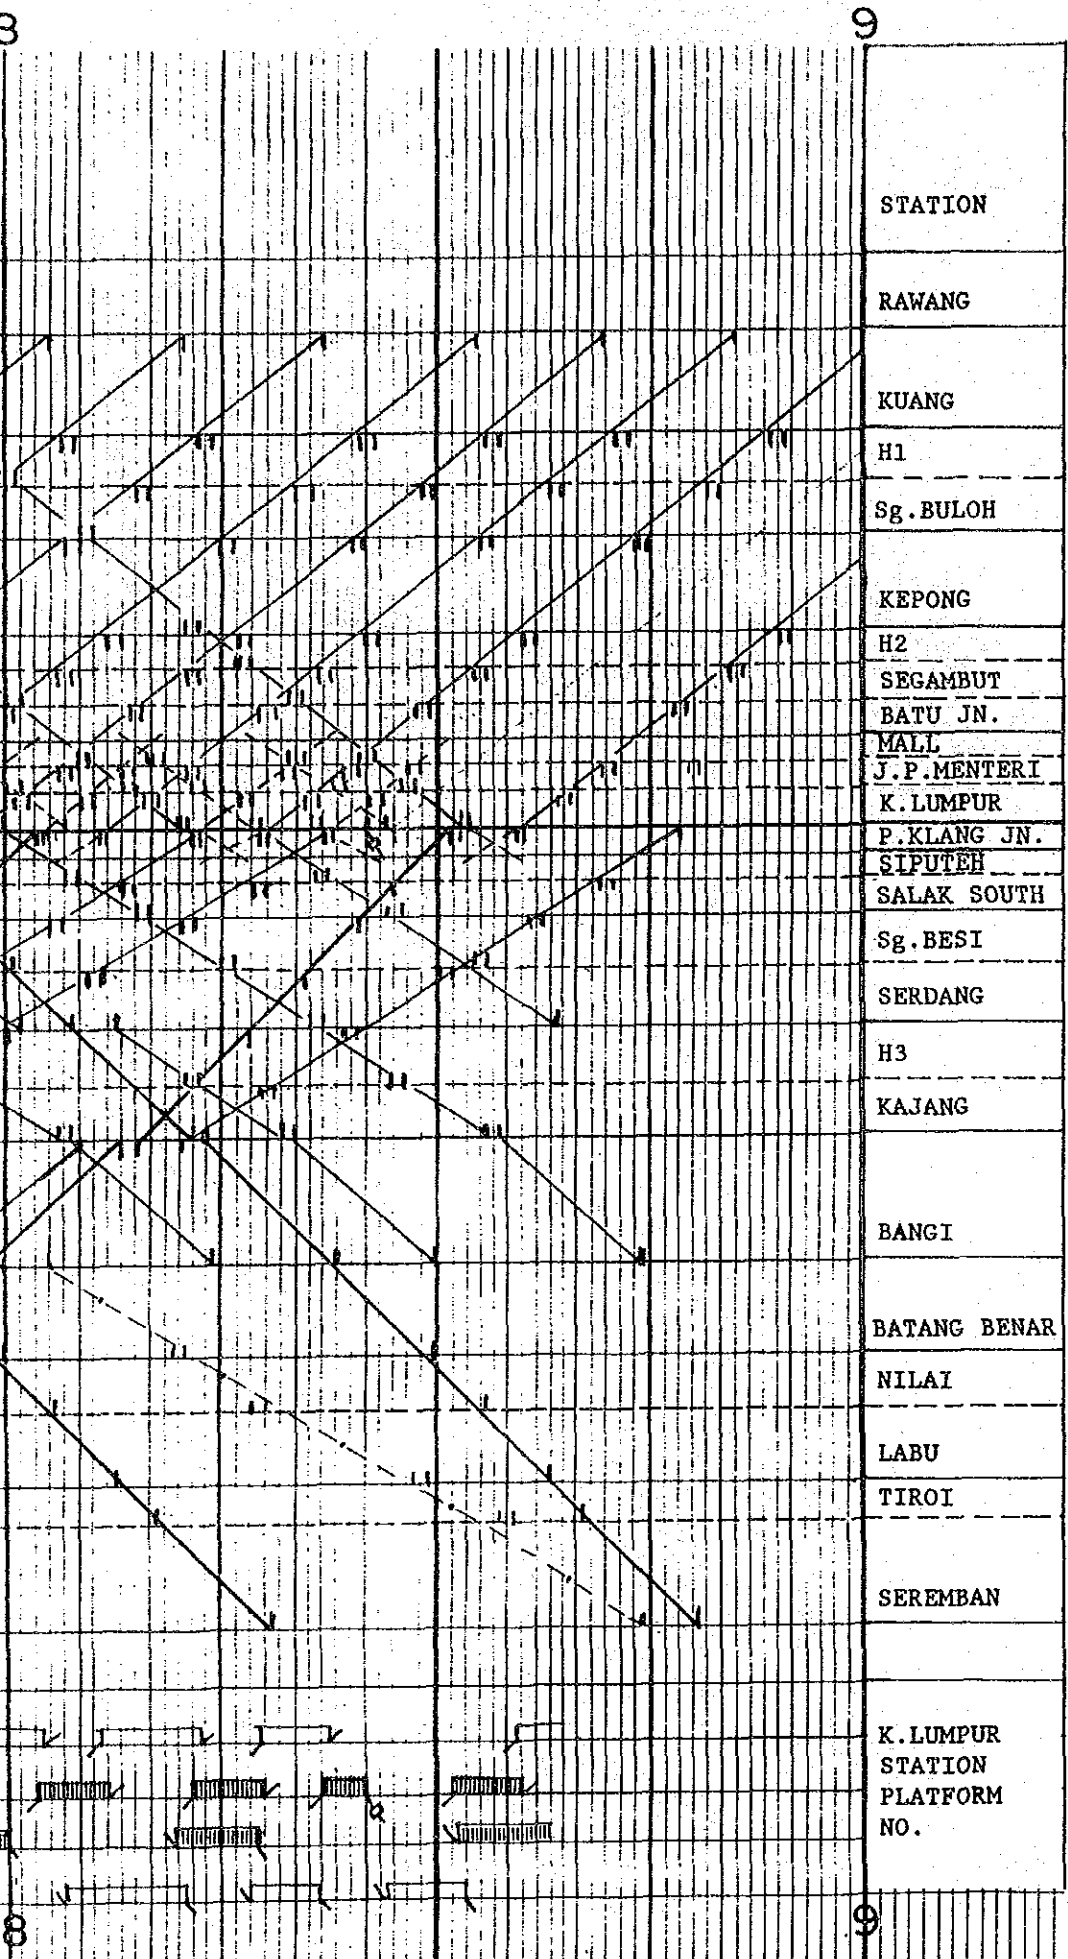 8
9
STATION
RAWANG
KUANG
H1
Sg.BULOH
KEPONG
H2
SEGAMBUT
BATU JN.
MALL
J.P.MENTERI
K.LUMPUR
P.KLANG JN.
SIPUTEH
SALAK SOUTH
Sg.BESI
SERDANG
H3
KAJANG
BANGI
BATANG BENAR
NILAI
LABU
TIROI
SEREMBAN
K.LUMPUR
STATION
PLATFORM
NO.
8
9